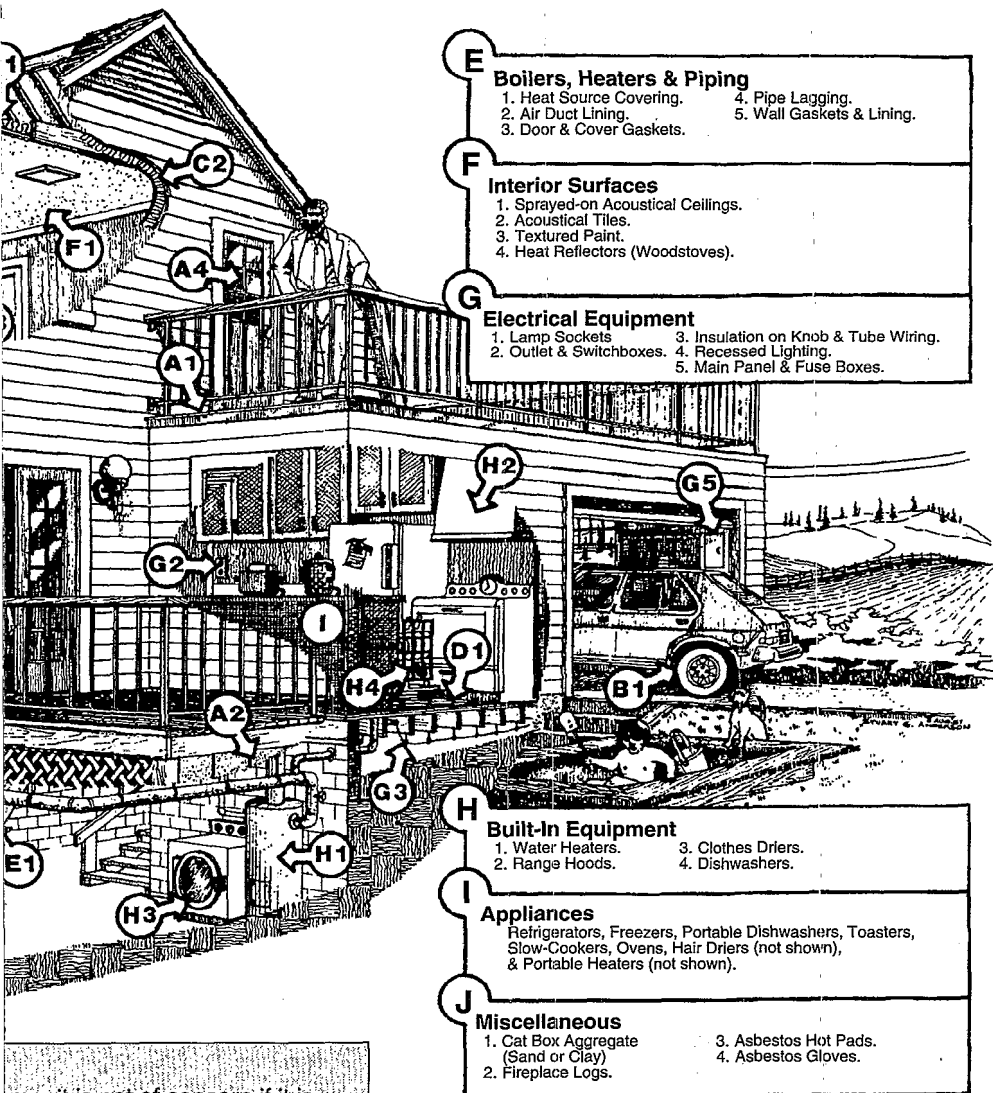 E
Boilers, Heaters & Piping
1. Heat Source Covering.
2. Air Duct Lining.
3. Door & Cover Gaskets.
4. Pipe Lagging.
5. Wall Gaskets & Lining.
F
Interior Surfaces
1. Sprayed-on Acoustical Ceilings.
2. Acoustical Tiles.
3. Textured Paint.
4. Heat Reflectors (Woodstoves).
G
Electrical Equipment
1. Lamp Sockets
2. Outlet & Switchboxes.
3. Insulation on Knob & Tube Wiring.
4. Recessed Lighting.
5. Main Panel & Fuse Boxes.
1
C2
F1
A4
A1
H2
G5
G2
I
D1
H4
B1
A2
G3
E1
H1
H3
H
Built-In Equipment
1. Water Heaters.
2. Range Hoods.
3. Clothes Driers.
4. Dishwashers.
I
Appliances
Refrigerators, Freezers, Portable Dishwashers, Toasters,
Slow-Cookers, Ovens, Hair Driers (not shown),
& Portable Heaters (not shown).
J
Miscellaneous
1. Cat Box Aggregate
(Sand or Clay)
2. Fireplace Logs.
3. Asbestos Hot Pads.
4. Asbestos Gloves.